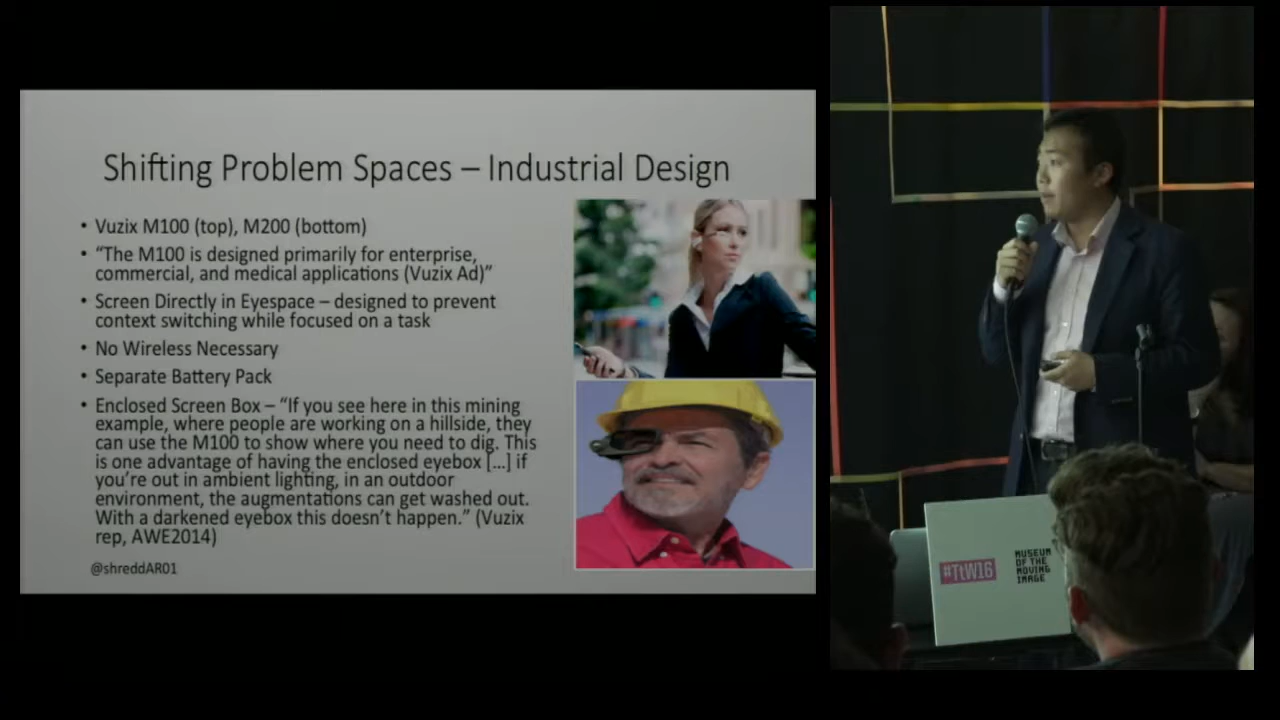 Shifting Problem Spaces – Industrial Design
• Vuzix M100 (top), M200 (bottom)
• “The M100 is designed primarily for enterprise,
commercial, and medical applications (Vuzix Ad)”
• Screen Directly in Eyespace – designed to prevent
context switching while focused on a task
• No Wireless Necessary
• Separate Battery Pack
• Enclosed Screen Box – “If you see here in this mining
example, where people are working on a hillside, they
can use the M100 to show where you need to dig. This
is one advantage of having the enclosed eyebox […] if
you’re out in ambient lighting, in an outdoor
environment, the augmentations can get washed out.
With a darkened eyebox this doesn’t happen.” (Vuzix
rep, AWE2014)
@shreddAR01
#TtW16
MUSEUM
OF THE
MOVING
IMAGE